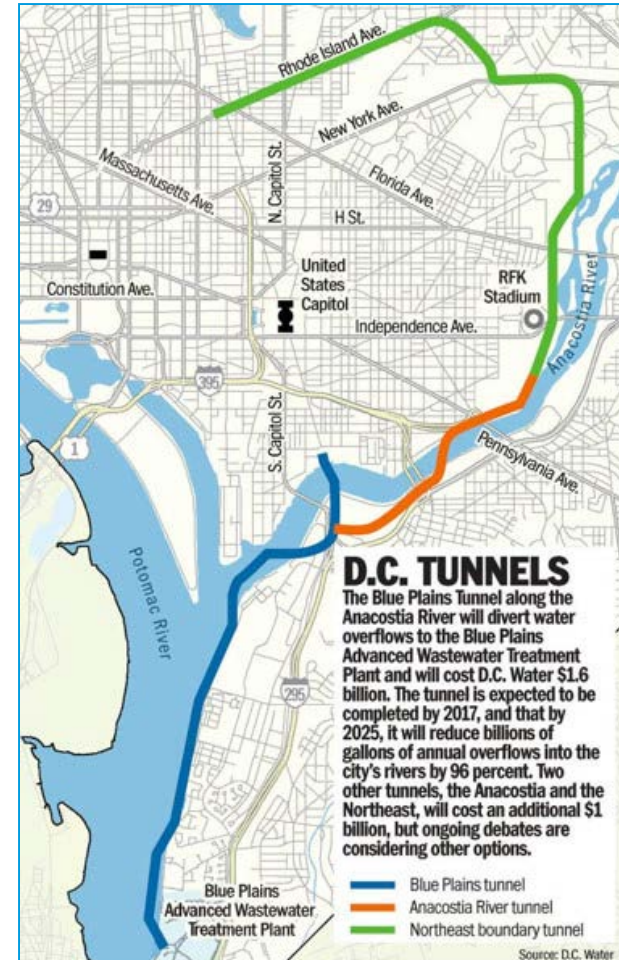 Rhode Island Ave.
New York Ave.
Massachusetts Ave.
N. Capitol St.
Florida Ave.
29
H St.
United
States
Capitol
RFK
Stadium
Anacostia River
Constitution Ave.
Independence Ave.
395
S. Capitol St.
1
Pennsylvania Ave.
Potomac River
295
D.C. TUNNELS
The Blue Plains Tunnel along the
Anacostia River will divert water
overflows to the Blue Plains
Advanced Wastewater Treatment
Plant and will cost D.C. Water $1.6
billion. The tunnel is expected to be
completed by 2017, and that by
2025, it will reduce billions of
gallons of annual overflows into the
city's rivers by 96 percent. Two
other tunnels, the Anacostia and the
Northeast, will cost an additional $1
billion, but ongoing debates are
considering other options.
Blue Plains
Advanced Wastewater
Treatment Plant
Blue Plains tunnel
Anacostia River tunnel
Northeast boundary tunnel
Source: D.C. Water